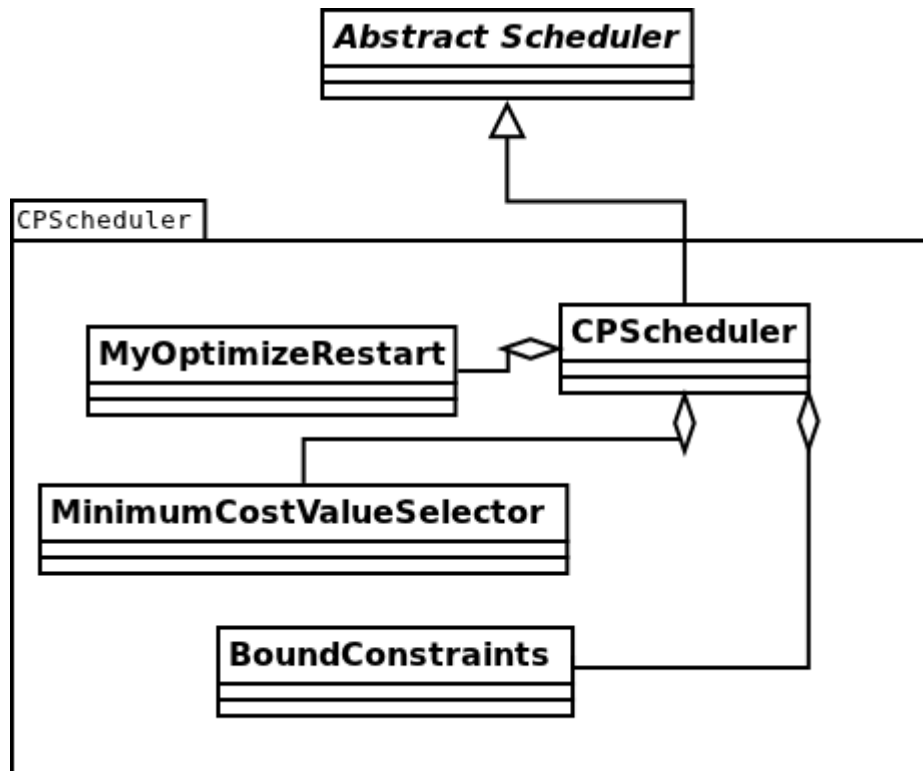 Abstract Scheduler
CPScheduler
CPScheduler
MyOptimizeRestart
MinimumCostValueSelector
BoundConstraints